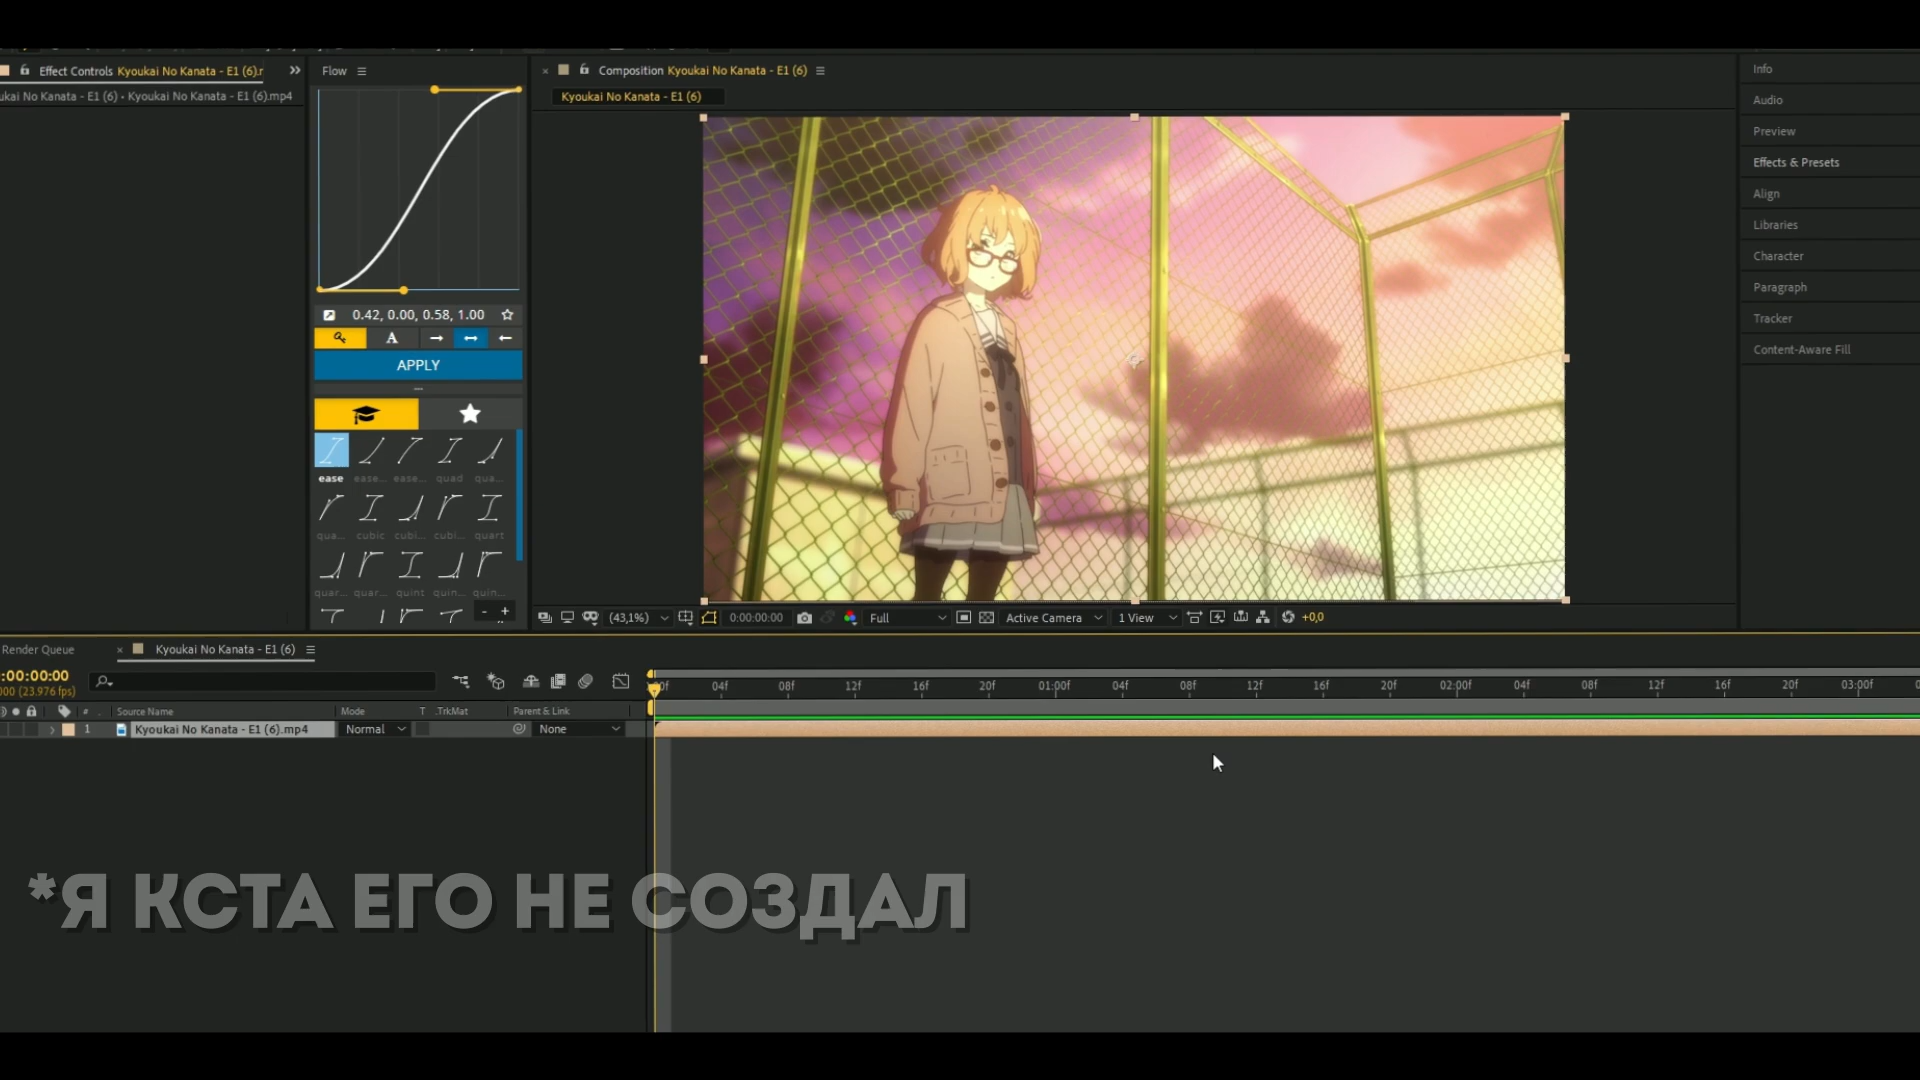 Effect Controls Kyoukai No Kanata - E1 (6).r
ukai No Kanata - E1 (6) • Kyoukai No Kanata - E1 (6).mp4
Flow
0.42, 0.00, 0.58, 1.00
A
APPLY
ease ease... ease... quad qua...
qua... cubic cubi... cubi... quart
quar... quar... quint quin... quin...
- +
Composition Kyoukai No Kanata - E1 (6)
Kyoukai No Kanata - E1 (6)
(43,1%) 0:00:00:00 Full Active Camera 1 View +0,0
Info
Audio
Preview
Effects & Presets
Align
Libraries
Character
Paragraph
Tracker
Content-Aware Fill
Render Queue × Kyoukai No Kanata - E1 (6)
:00:00:00
000 (23.976 fps)
04f 08f 12f 16f 20f 01:00f 04f 08f 12f 16f 20f 02:00f 04f 08f 12f 16f 20f 03:00f
# Source Name Mode T .TrkMat Parent & Link
1 Kyoukai No Kanata - E1 (6).mp4 Normal None
*Я КСТА ЕГО НЕ СОЗДАЛ